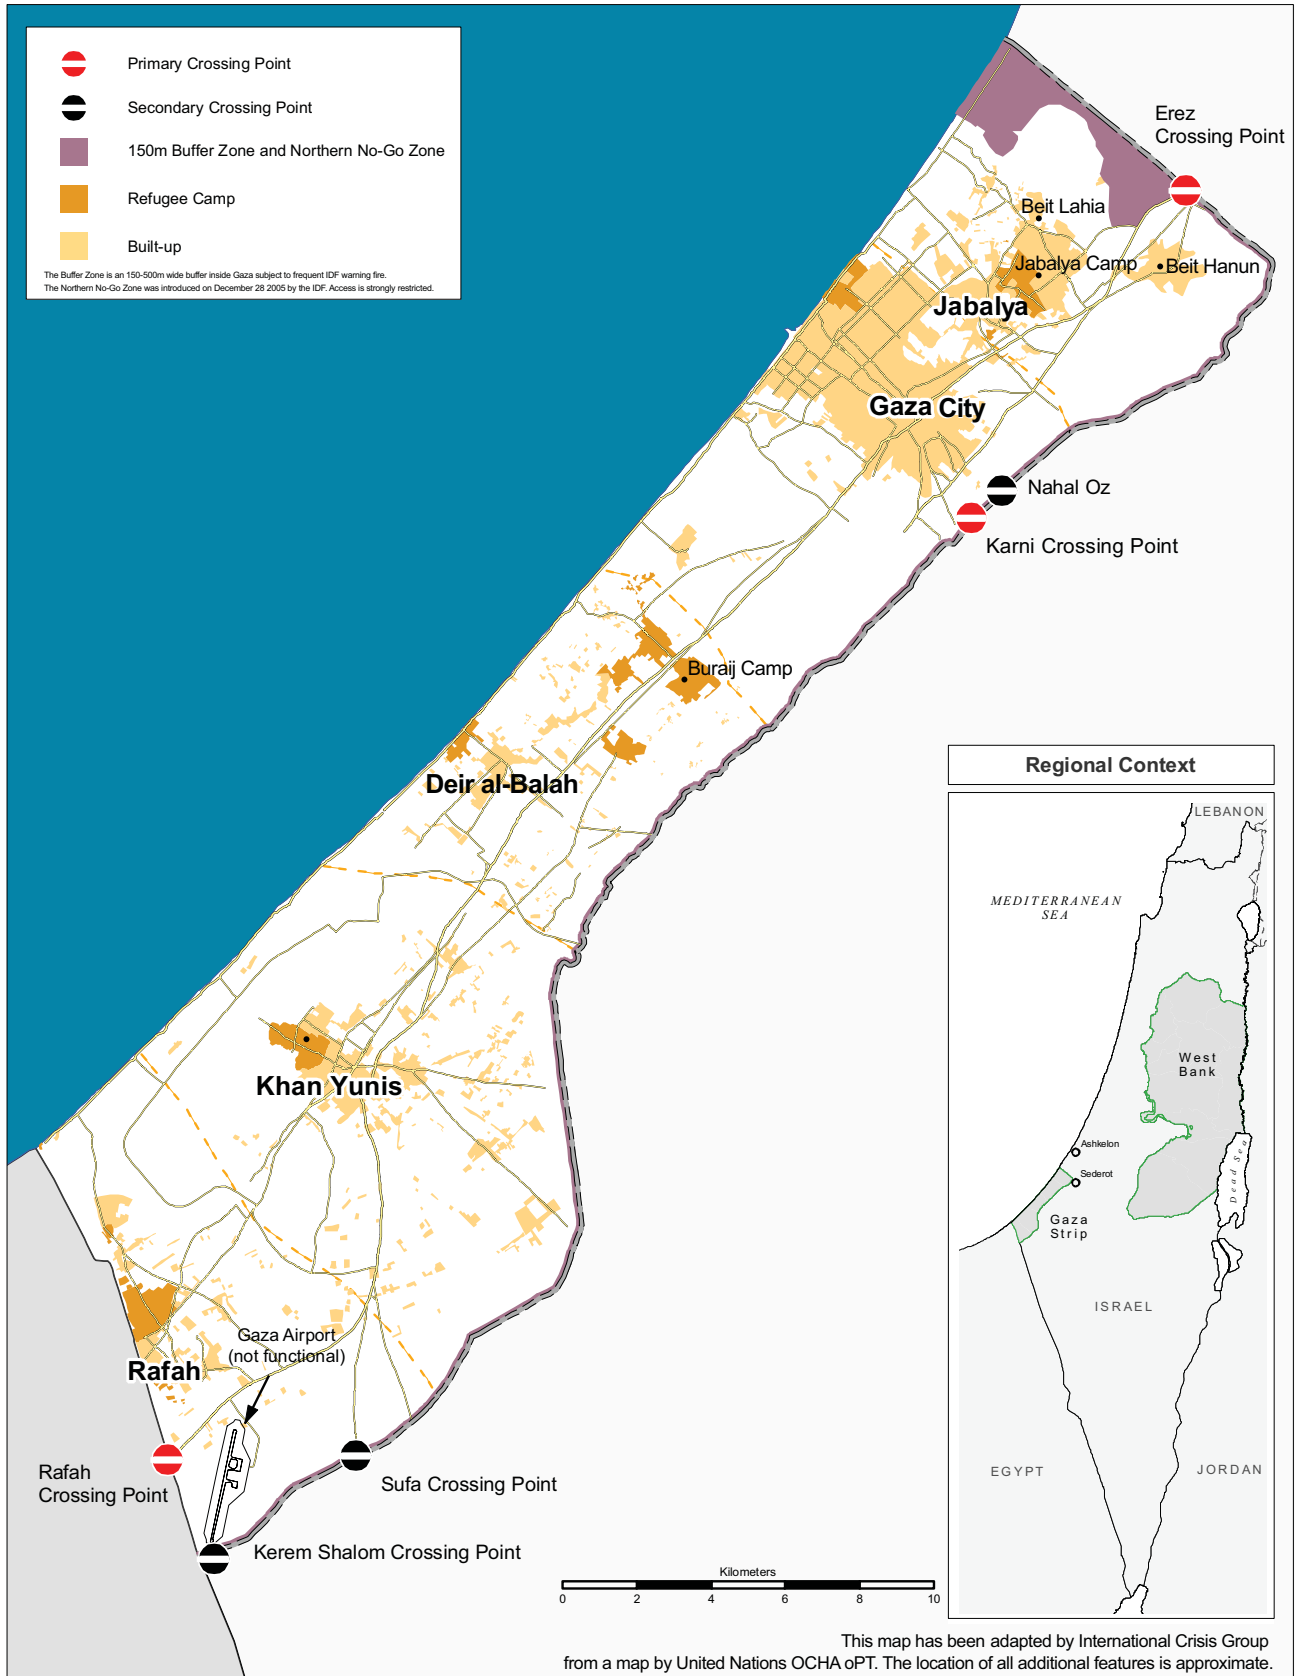 Primary Crossing Point
Secondary Crossing Point
150m Buffer Zone and Northern No-Go Zone
Refugee Camp
Built-up
The Buffer Zone is an 150-500m wide buffer inside Gaza subject to frequent IDF warning fire.
The Northern No-Go Zone was introduced on December 28 2005 by the IDF. Access is strongly restricted.
Erez
Crossing Point
Beit Lahia
Jabalya Camp
Beit Hanun
Jabalya
Gaza City
Nahal Oz
Karni Crossing Point
Buraij Camp
Deir al-Balah
Khan Yunis
Gaza Airport
(not functional)
Rafah
Rafah
Crossing Point
Sufa Crossing Point
Kerem Shalom Crossing Point
Kilometers
0 2 4 6 8 10
Regional Context
LEBANON
MEDITERRANEAN
SEA
West
Bank
Ashkelon
Sederot
Dead Sea
Gaza
Strip
ISRAEL
EGYPT
JORDAN
This map has been adapted by International Crisis Group
from a map by United Nations OCHA oPT. The location of all additional features is approximate.